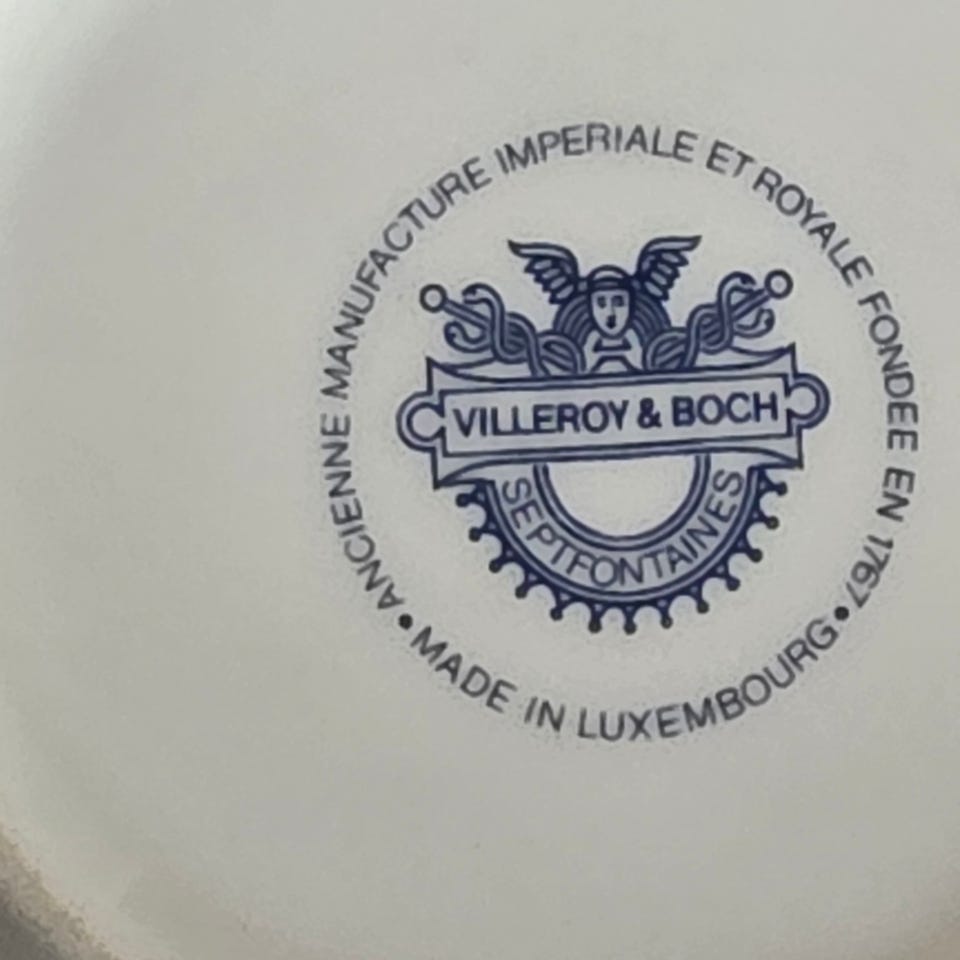 ANCIENNE MANUFACTURE IMPERIALE ET ROYALE FONDEE EN 1767
VILLEROY & BOCH
SEPTFONTAINES
• MADE IN LUXEMBOURG •